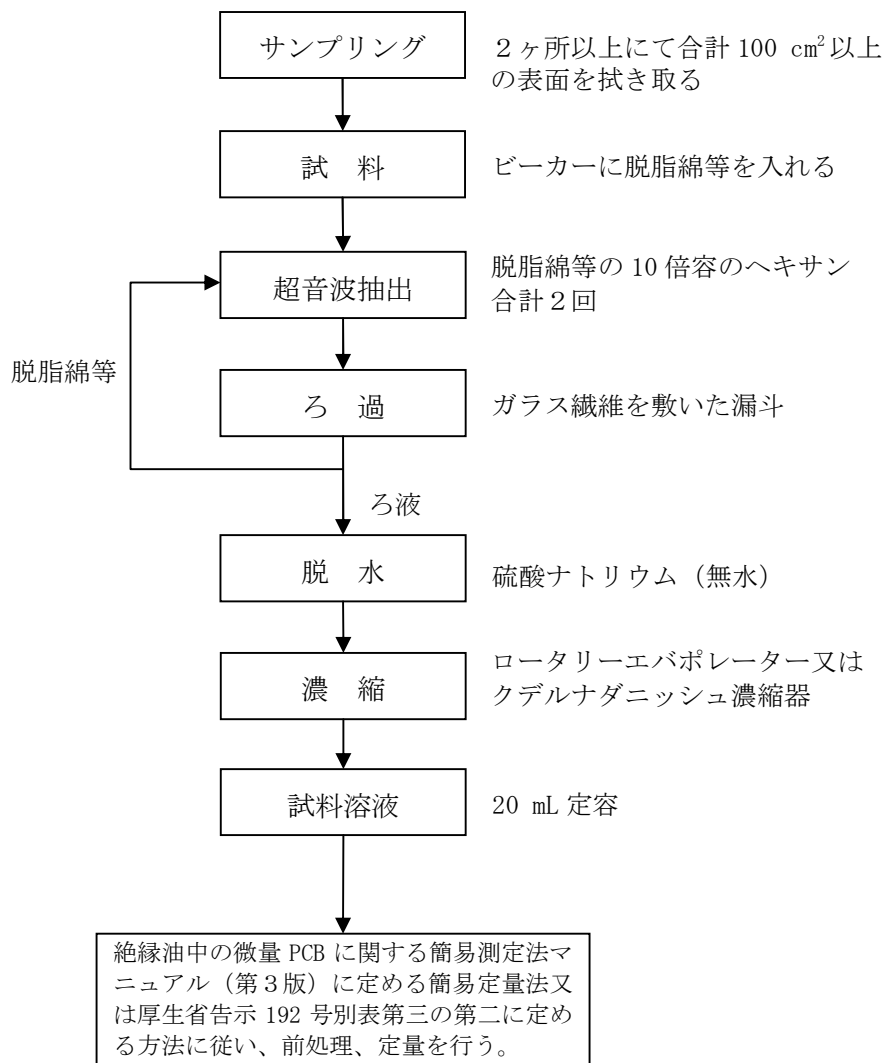 サンプリング
２ヶ所以上にて合計 100 cm²以上
の表面を拭き取る
試　料
ビーカーに脱脂綿等を入れる
超音波抽出
脱脂綿等の 10 倍容のヘキサン
合計２回
脱脂綿等
ろ　過
ガラス繊維を敷いた漏斗
ろ液
脱　水
硫酸ナトリウム（無水）
濃　縮
ロータリーエバポレーター又は
クデルナダニッシュ濃縮器
試料溶液
20 mL 定容
絶縁油中の微量 PCB に関する簡易測定法マ
ニュアル（第３版）に定める簡易定量法又
は厚生省告示 192 号別表第三の第二に定め
る方法に従い、前処理、定量を行う。